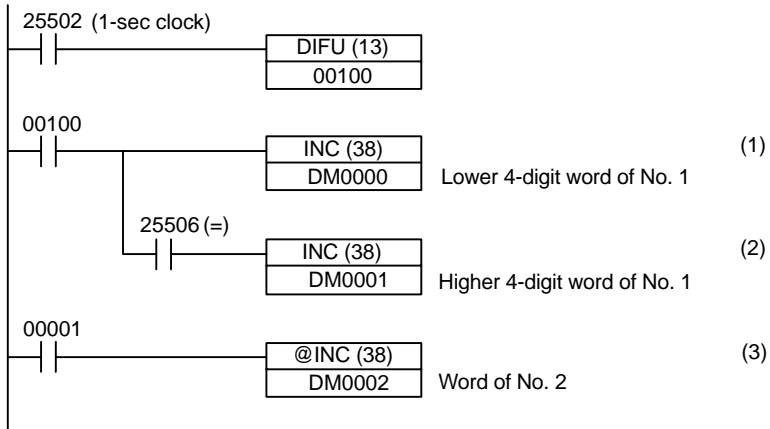 25502 (1-sec clock)
DIFU (13)
00100
00100
INC (38)
(1)
DM0000
Lower 4-digit word of No. 1
25506 (=)
INC (38)
(2)
DM0001
Higher 4-digit word of No. 1
00001
@INC (38)
(3)
DM0002
Word of No. 2